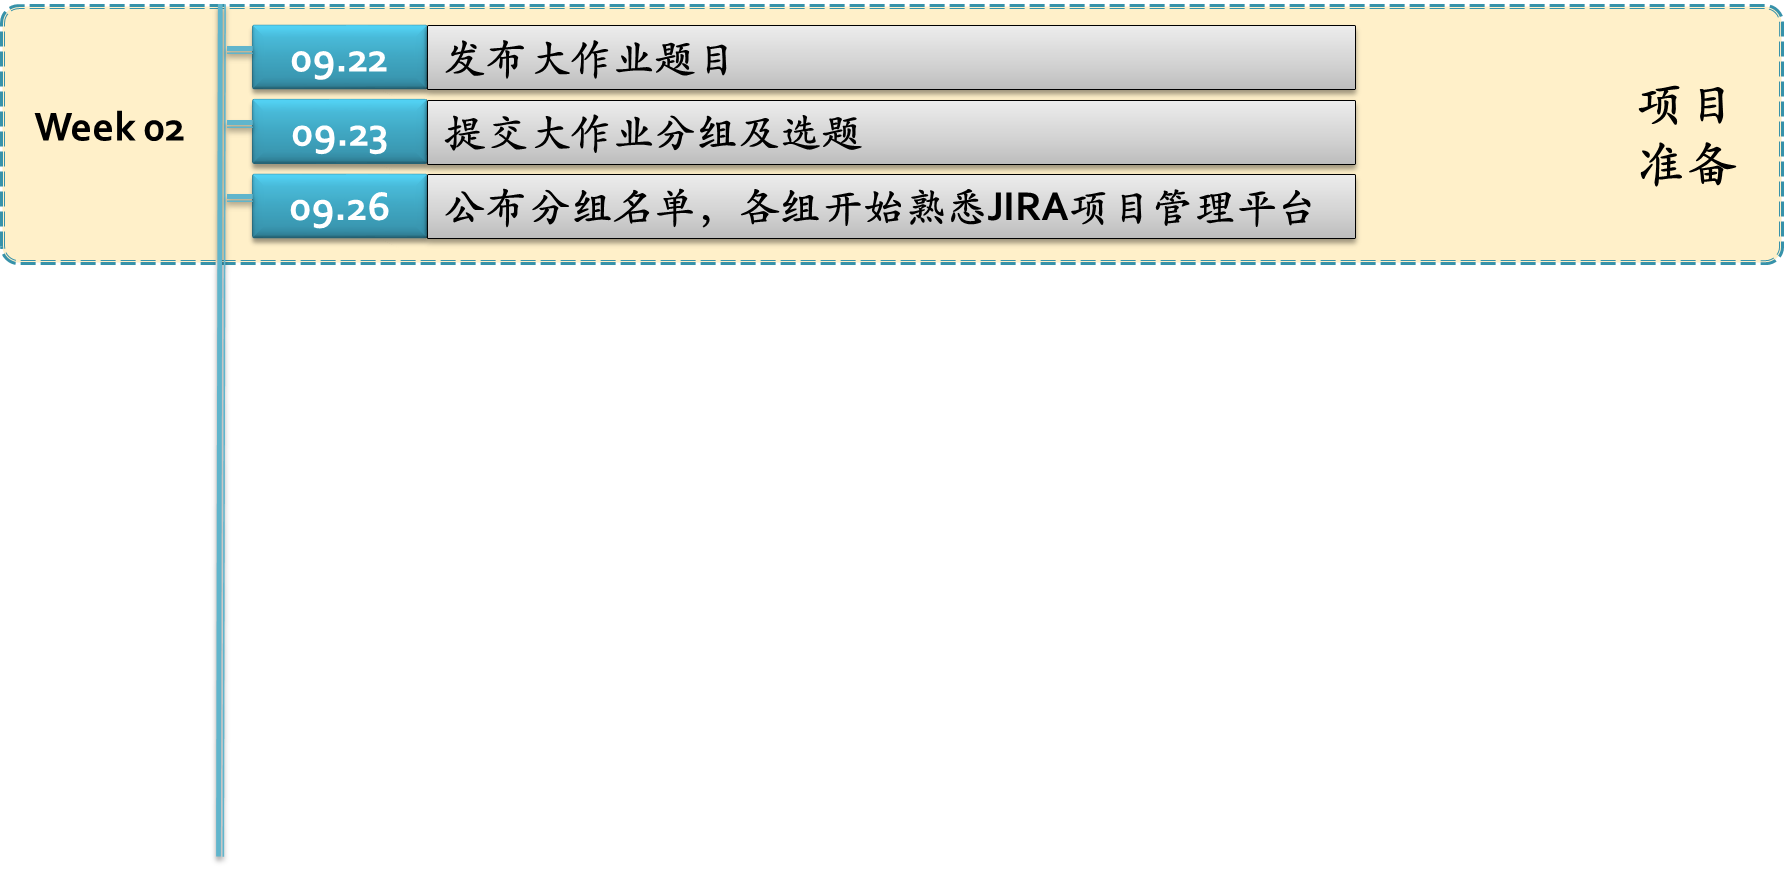 Week 02
09.22 发布大作业题目
09.23 提交大作业分组及选题
09.26 公布分组名单，各组开始熟悉JIRA项目管理平台
项目
准备